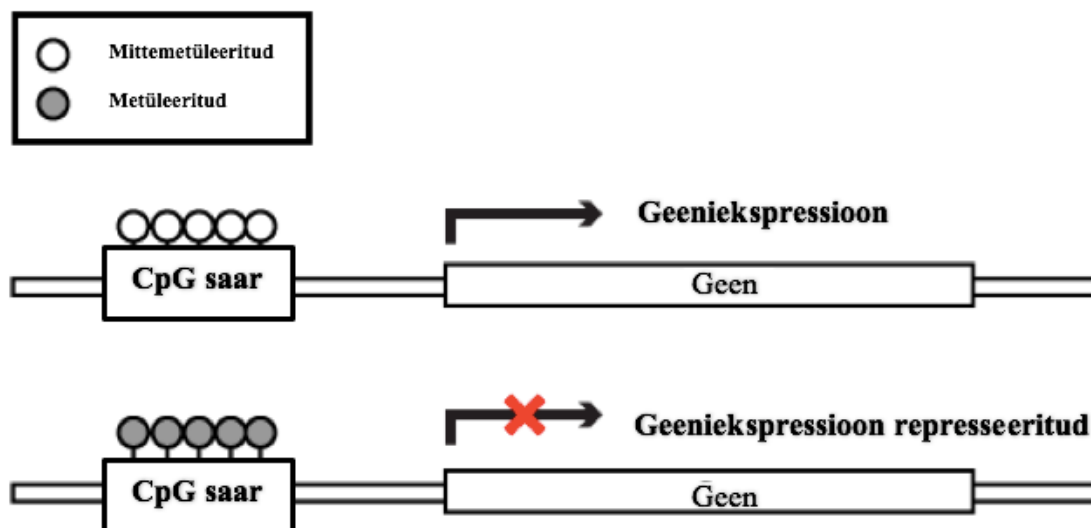 Mittemetüleeritud
Metüleeritud
Geeniekspressioon
CpG saar
Geen
Geeniekspressioon represseeritud
CpG saar
Geen